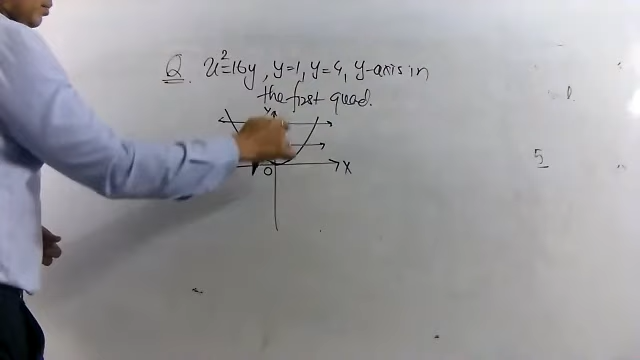 Q. x²=16y, y=1, y=4, y-axis in
the first quad.
Y
O
X
5